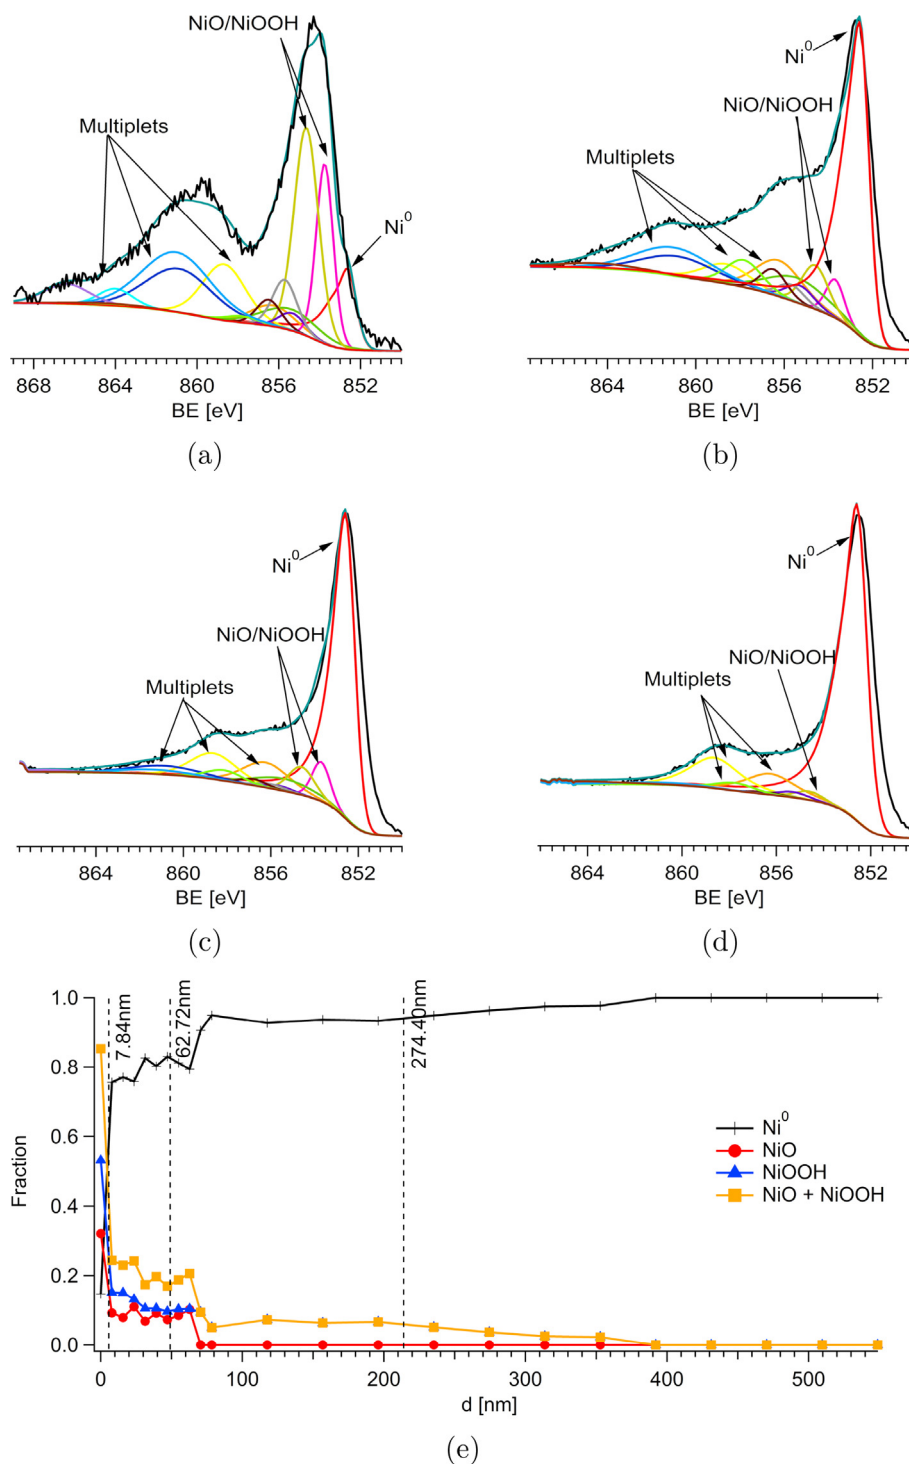 NiO/NiOOH
Multiplets
Ni⁰
868 864 860 856 852
BE [eV]
(a)
Ni⁰
NiO/NiOOH
Multiplets
864 860 856 852
BE [eV]
(b)
Ni⁰
NiO/NiOOH
Multiplets
864 860 856 852
BE [eV]
(c)
Ni⁰
NiO/NiOOH
Multiplets
864 860 856 852
BE [eV]
(d)
1.0
0.8
0.6
0.4
0.2
0.0
Fraction
7.84nm
62.72nm
274.40nm
Ni⁰
NiO
NiOOH
NiO + NiOOH
0 100 200 300 400 500
d [nm]
(e)